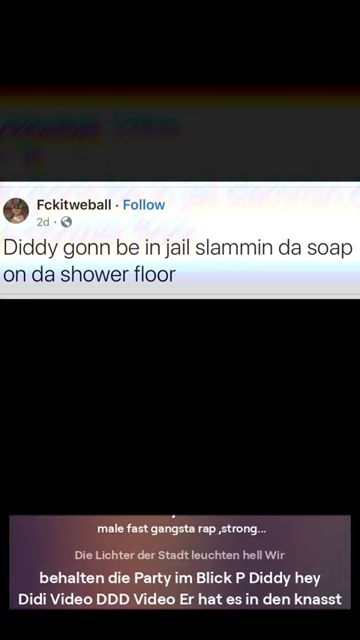 Fckitweball · Follow
2d ·
Diddy gonn be in jail slammin da soap
on da shower floor
male fast gangsta rap ,strong...
Die Lichter der Stadt leuchten hell Wir
behalten die Party im Blick P Diddy hey
Didi Video DDD Video Er hat es in den knasst